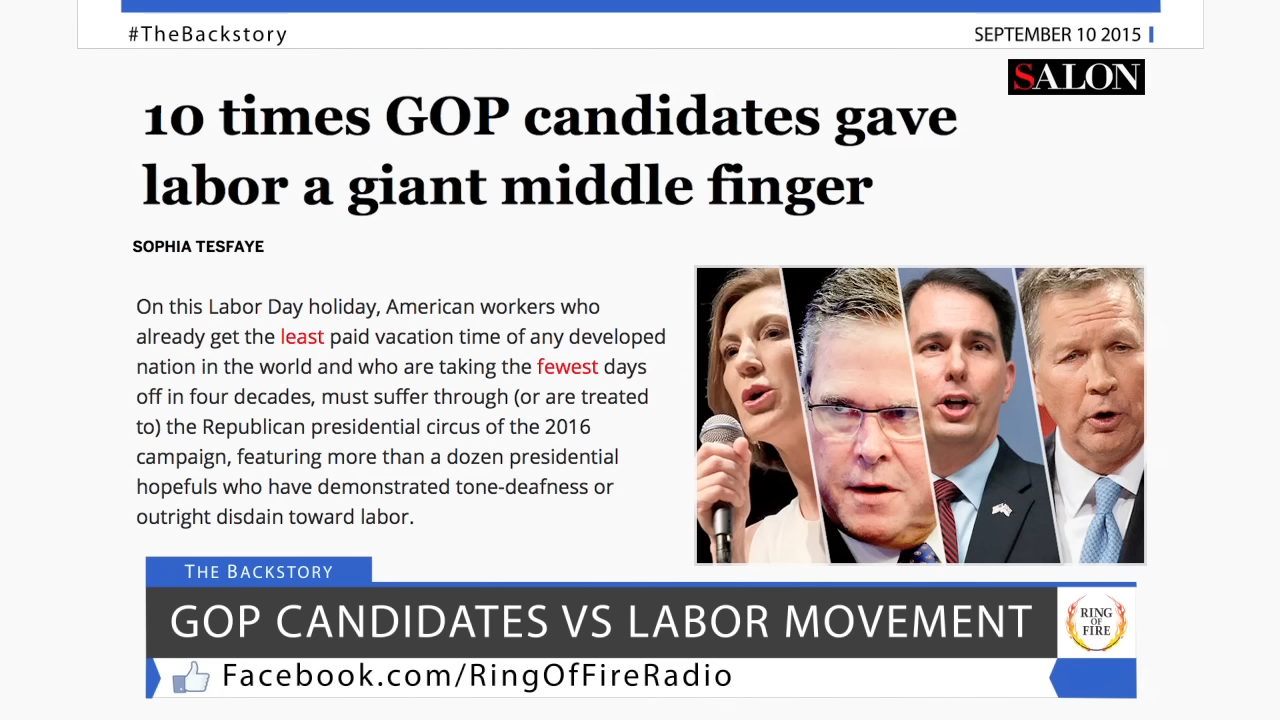 #TheBackstory
SEPTEMBER 10 2015
SALON
10 times GOP candidates gave
labor a giant middle finger
SOPHIA TESFAYE
On this Labor Day holiday, American workers who
already get the least paid vacation time of any developed
nation in the world and who are taking the fewest days
off in four decades, must suffer through (or are treated
to) the Republican presidential circus of the 2016
campaign, featuring more than a dozen presidential
hopefuls who have demonstrated tone-deafness or
outright disdain toward labor.
THE BACKSTORY
GOP CANDIDATES VS LABOR MOVEMENT
RING
OF
FIRE
Facebook.com/RingOfFireRadio